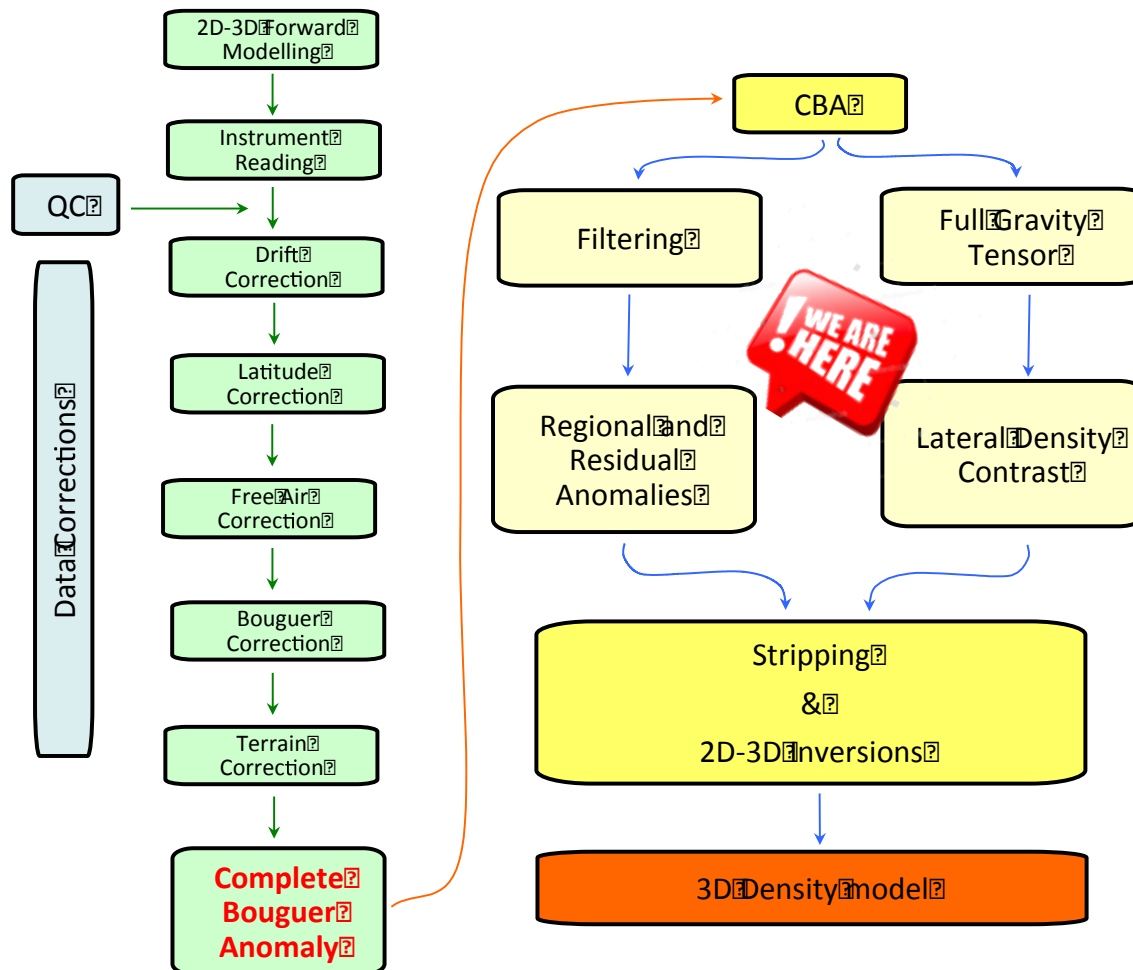 2D-3D Forward
Modelling
Instrument
Reading
QC
Drift
Correction
Data Corrections
Latitude
Correction
Free Air
Correction
Bouguer
Correction
Terrain
Correction
Complete
Bouguer
Anomaly
CBA
Filtering
Full Gravity
Tensor
! WE ARE
HERE
Regional and
Residual
Anomalies
Lateral Density
Contrast
Stripping
&
2D-3D Inversions
3D Density model